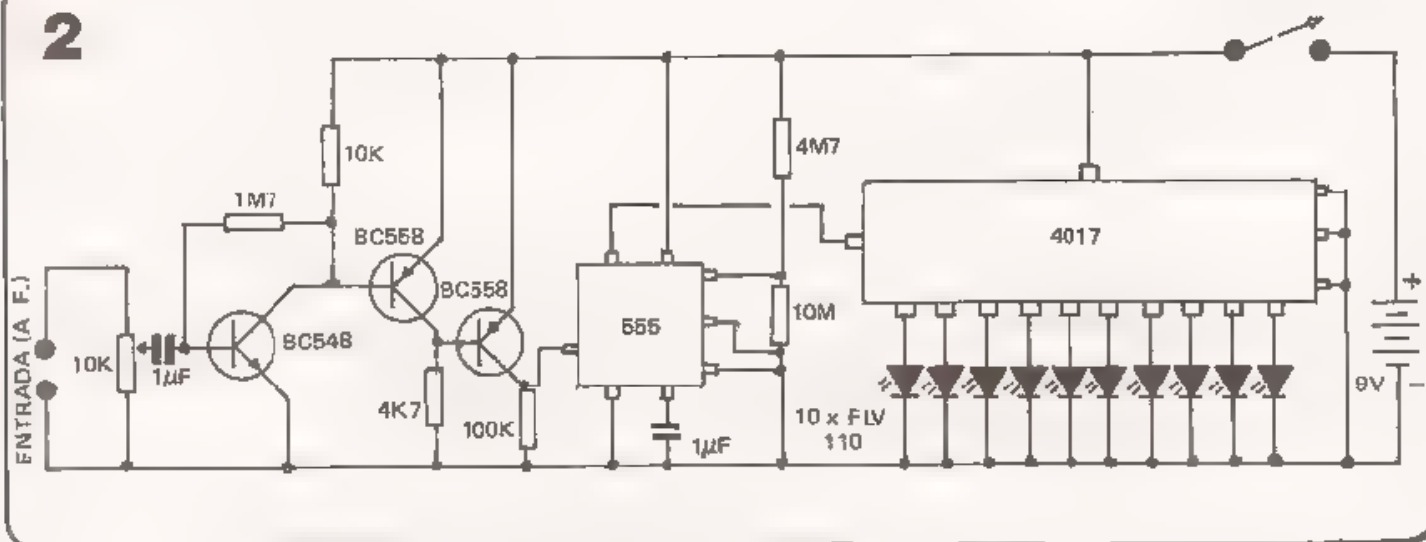 2
10K
4M7
1M7
BC558
4017
BC558
+
ENTRADA (A F.)
555
10M
BC548
10K
1µF
9V
4K7
100K
10 x FLV
110
1µF